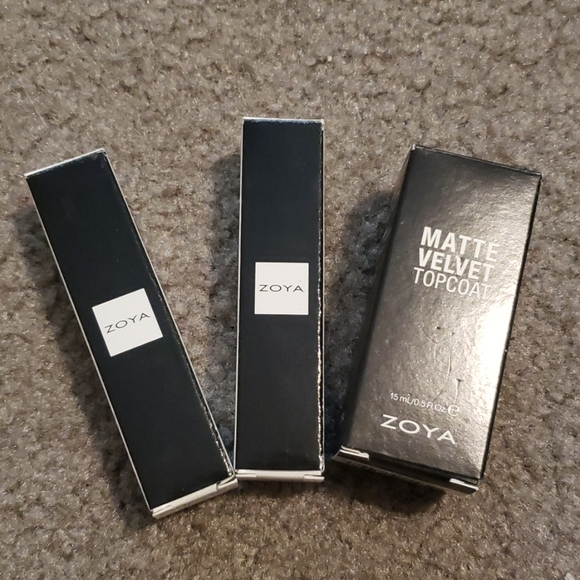 ZOYA
ZOYA
MATTE
VELVET
TOPCOAT
15 mL/0.5 Fl Oz ℮
ZOYA